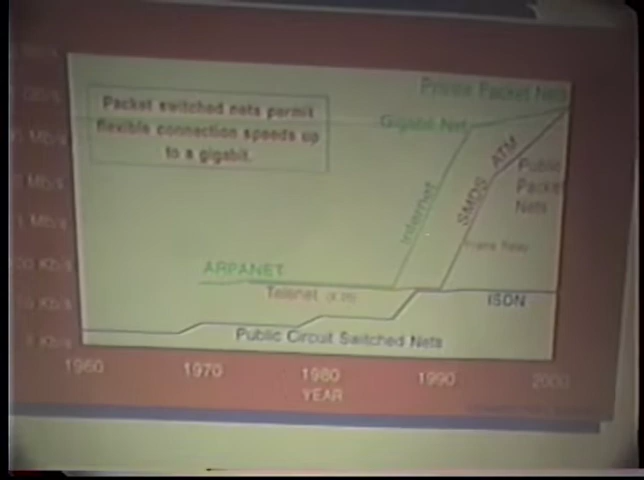 Private Packet Nets
Packet switched nets permit
flexible connection speeds up
to a gigabit.
Gigabit Net
ATM
Public
Packet
Nets
SMDS
Internet
Frame Relay
ARPANET
Telenet (X.25)
ISDN
Public Circuit Switched Nets
1960 1970 1980 1990 2000
YEAR